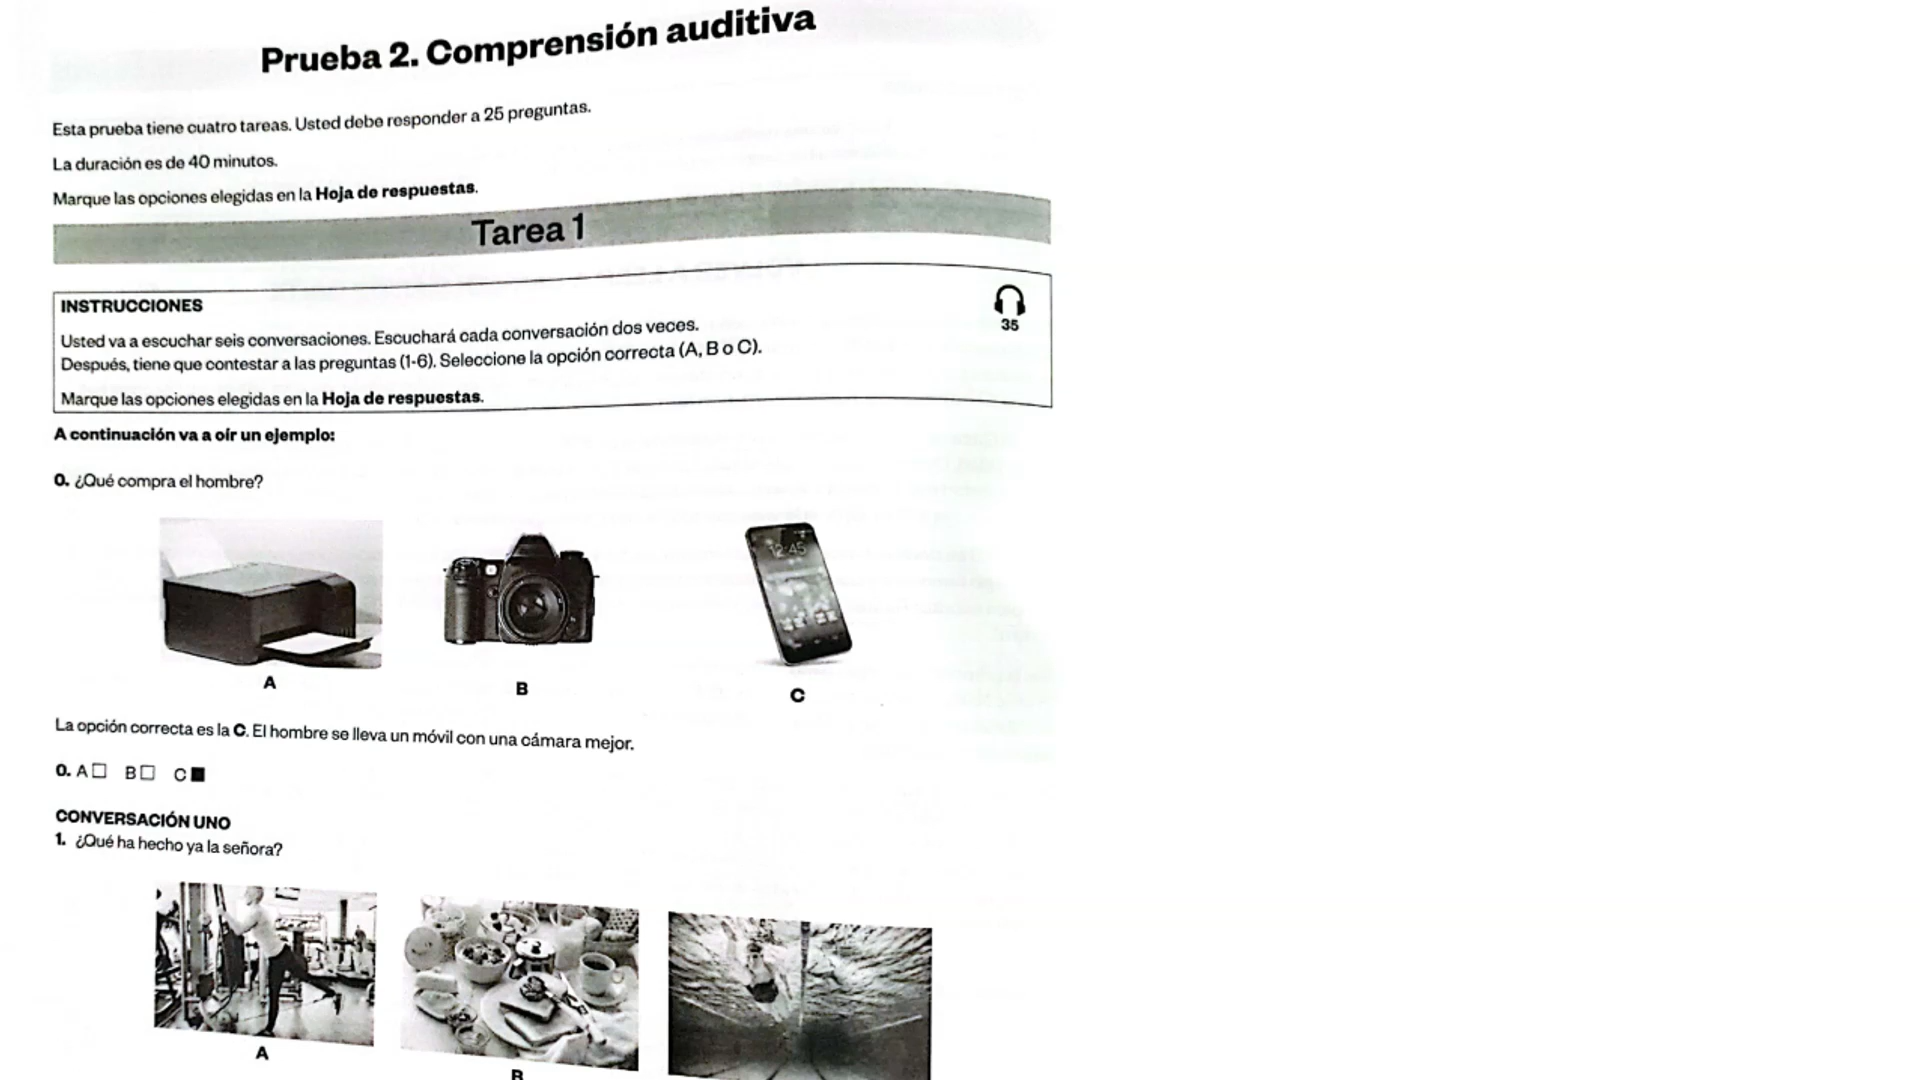 Prueba 2. Comprensión auditiva
Esta prueba tiene cuatro tareas. Usted debe responder a 25 preguntas.
La duración es de 40 minutos.
Marque las opciones elegidas en la Hoja de respuestas.
Tarea 1
INSTRUCCIONES
35
Usted va a escuchar seis conversaciones. Escuchará cada conversación dos veces.
Después, tiene que contestar a las preguntas (1-6). Seleccione la opción correcta (A, B o C).
Marque las opciones elegidas en la Hoja de respuestas.
A continuación va a oír un ejemplo:
0. ¿Qué compra el hombre?
12:45
A
B
C
La opción correcta es la C. El hombre se lleva un móvil con una cámara mejor.
0. A☐ B☐ C■
CONVERSACIÓN UNO
1. ¿Qué ha hecho ya la señora?
A
B